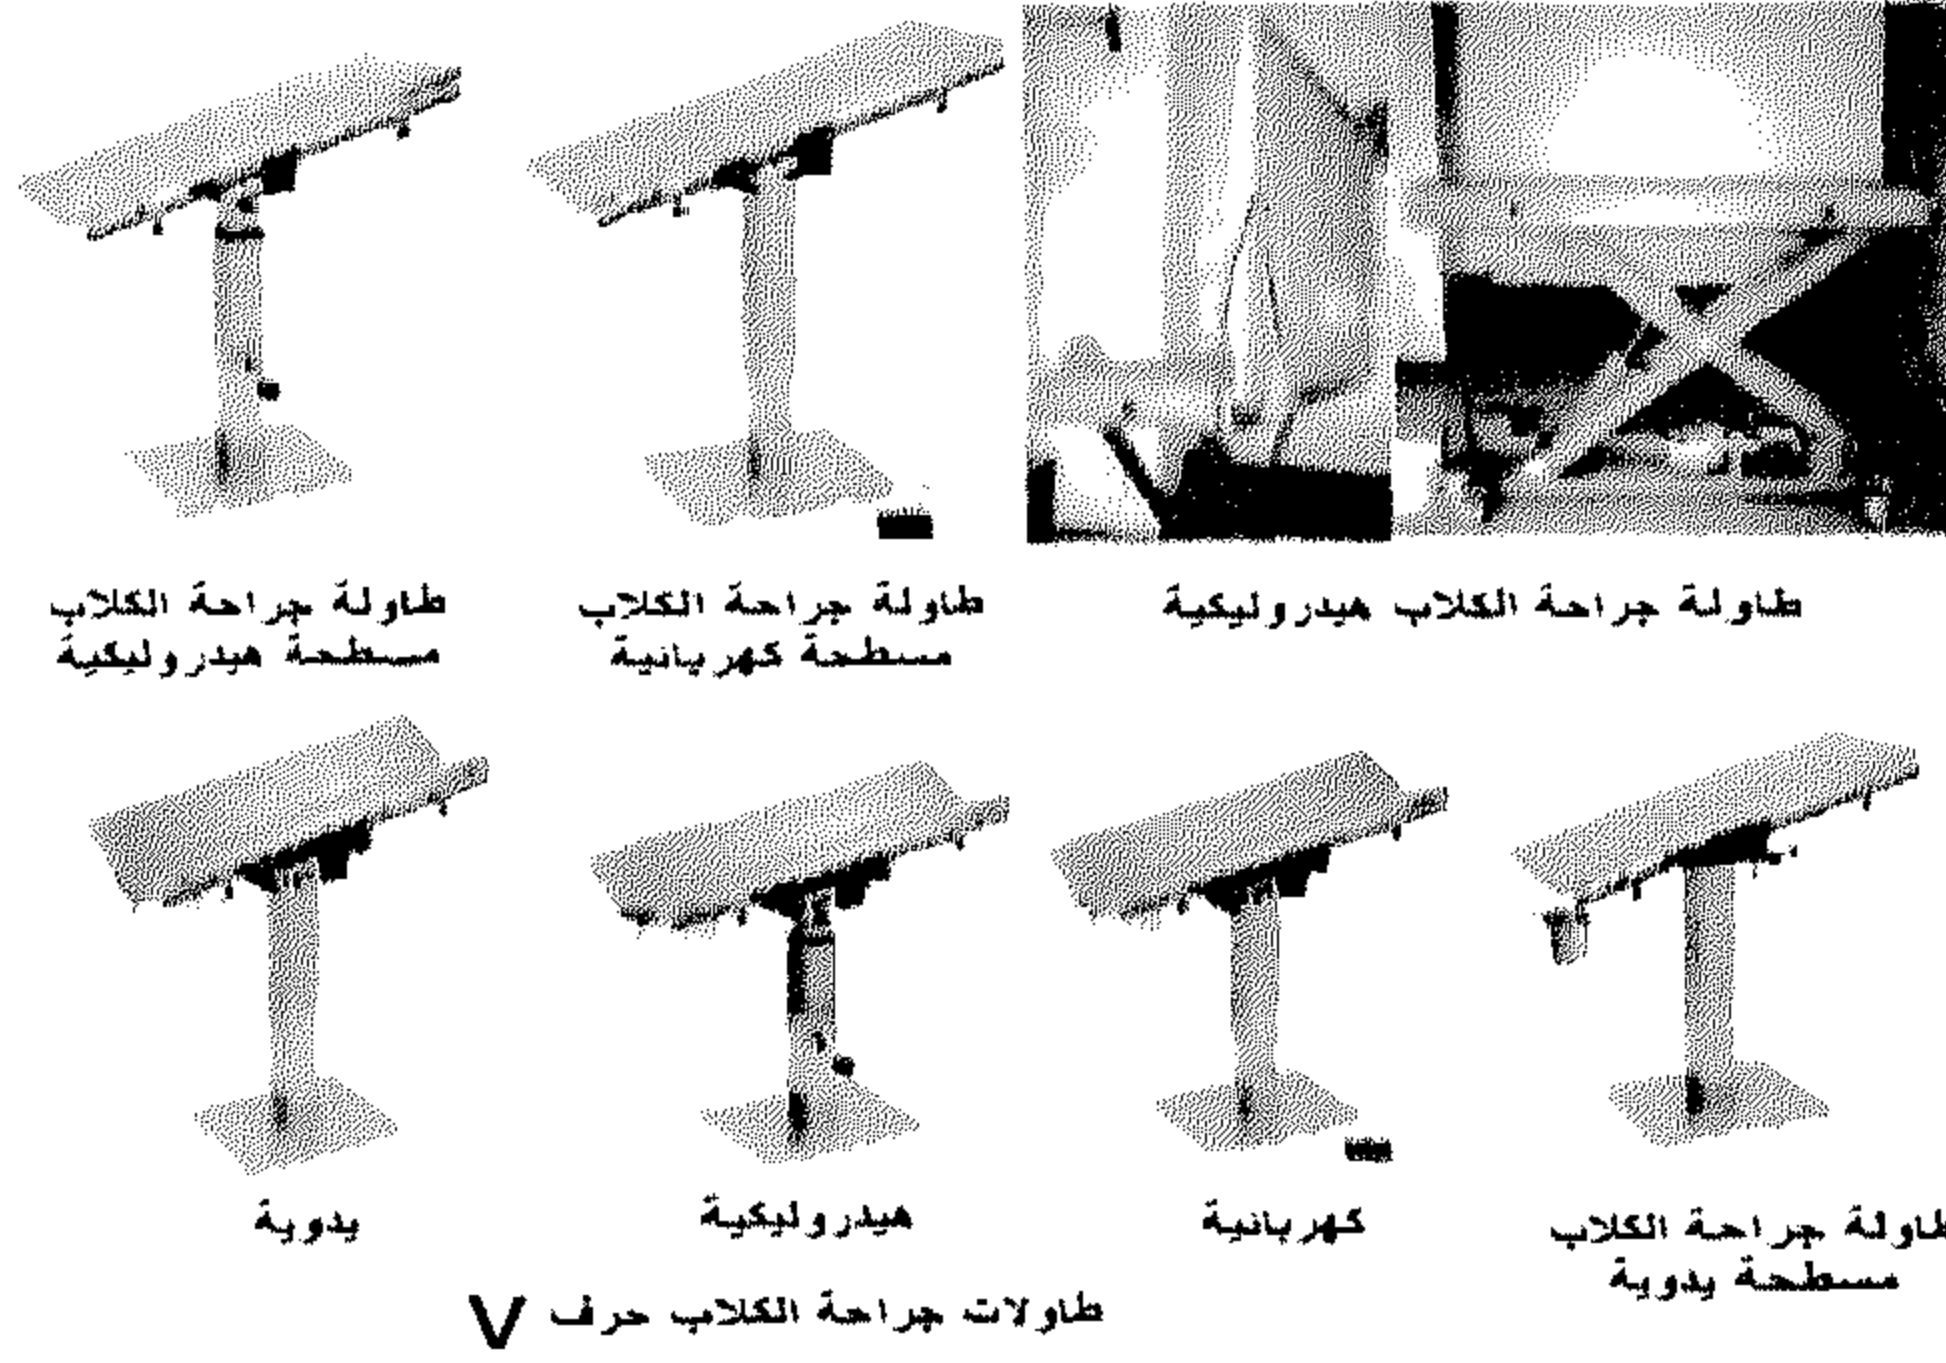 طاولة جراحة الكلاب هيدروليكية
طاولة جراحة الكلاب
مسطحة كهربائية
طاولة جراحة الكلاب
مسطحة هيدروليكية
طاولة جراحة الكلاب
مسطحة يدوية
كهربائية
هيدروليكية
يدوية
طاولات جراحة الكلاب حرف V